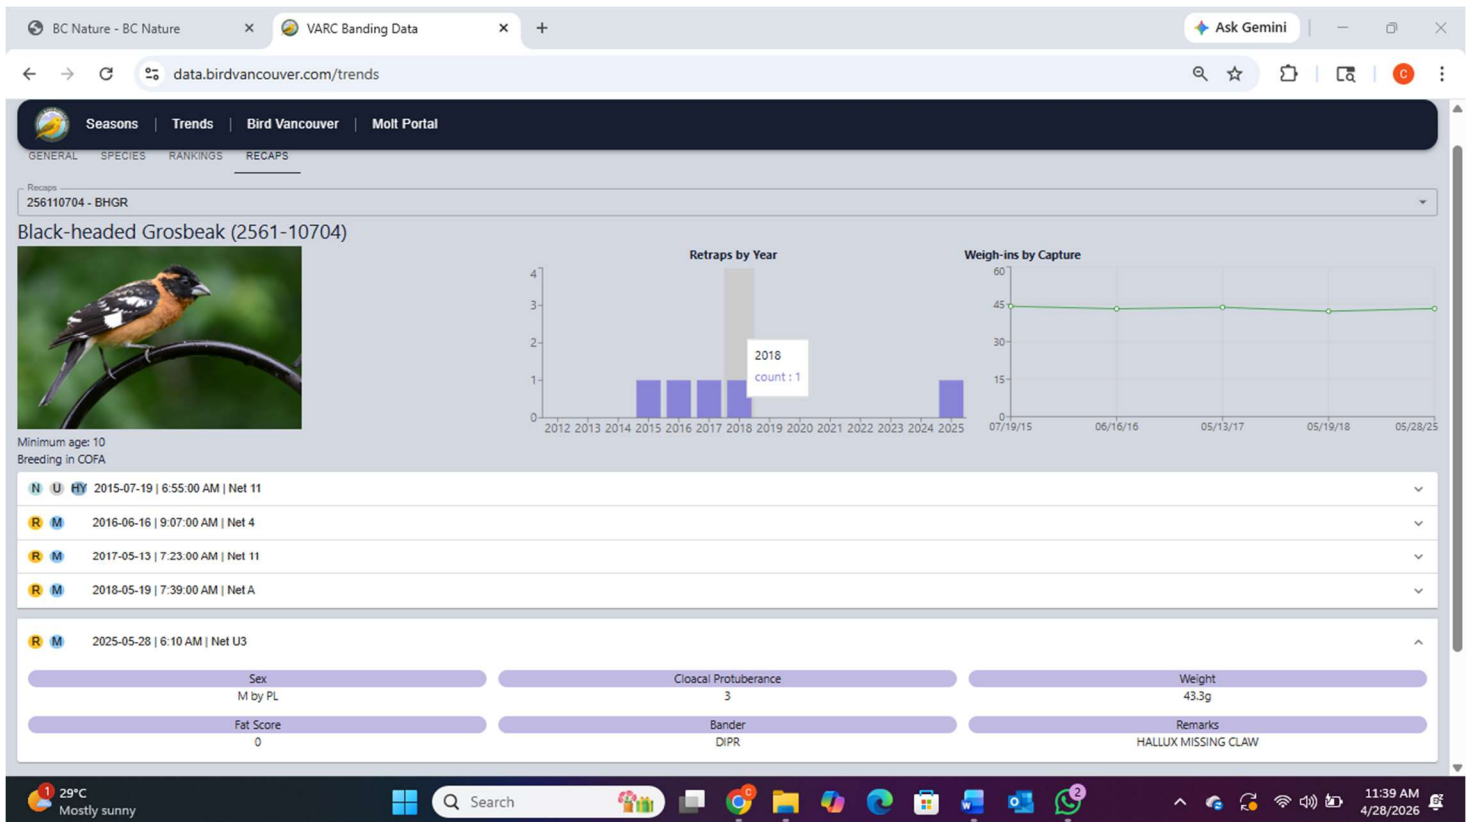 BC Nature - BC Nature
VARC Banding Data
Ask Gemini
data.birdvancouver.com/trends
C
Seasons | Trends | Bird Vancouver | Molt Portal
GENERAL SPECIES RANKINGS RECAPS
Recaps
256110704 - BHGR
Black-headed Grosbeak (2561-10704)
Retraps by Year
4
3
2
1
0
2012 2013 2014 2015 2016 2017 2018 2019 2020 2021 2022 2023 2024 2025
2018
count : 1
Weigh-ins by Capture
60
45
30
15
0
07/19/15 06/16/16 05/13/17 05/19/18 05/28/25
Minimum age: 10
Breeding in COFA
N U HY 2015-07-19 | 6:55:00 AM | Net 11
R M 2016-06-16 | 9:07:00 AM | Net 4
R M 2017-05-13 | 7:23:00 AM | Net 11
R M 2018-05-19 | 7:39:00 AM | Net A
R M 2025-05-28 | 6:10 AM | Net U3
Sex Cloacal Protuberance Weight
M by PL 3 43.3g
Fat Score Bander Remarks
0 DIPR HALLUX MISSING CLAW
1
29°C
Mostly sunny
Search
C
2
11:39 AM
4/28/2026